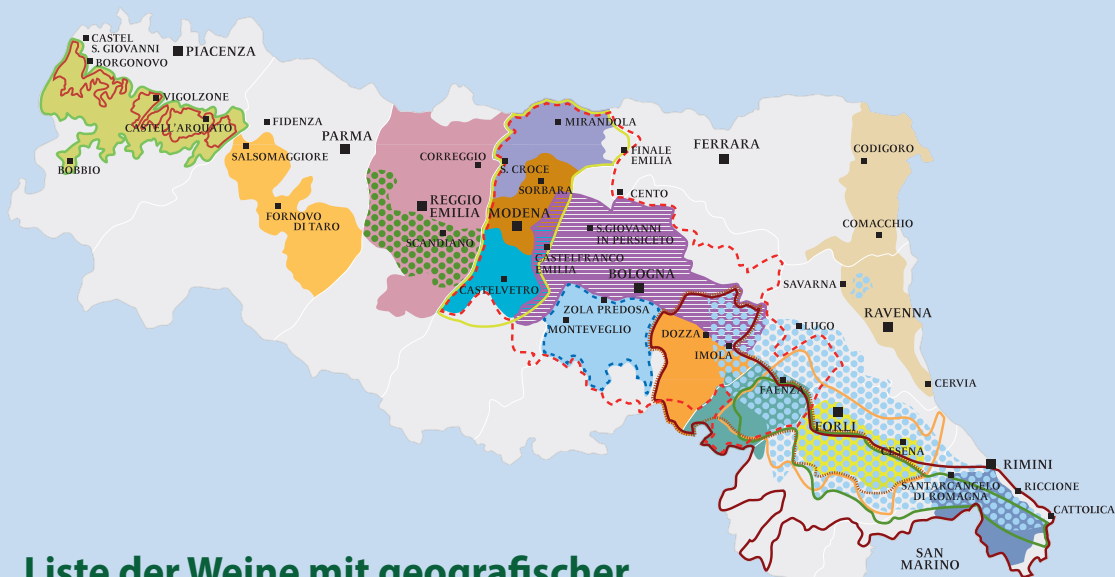 CASTEL
S. GIOVANNI
PIACENZA
BORGONOVO
VIGOLZONE
CASTELL'ARQUATO
FIDENZA
PARMA
SALSOMAGGIORE
BOBBIO
FORNOVO
DI TARO
CORREGGIO
REGGIO
EMILIA
SCANDIANO
MIRANDOLA
S. CROCE
SORBARA
MODENA
FINALE
EMILIA
CENTO
FERRARA
S.GIOVANNI
IN PERSICETO
CASTELFRANCO
EMILIA
BOLOGNA
CASTELVETRO
ZOLA PREDOSA
MONTEVEGLIO
CODIGORO
COMACCHIO
SAVARNA
RAVENNA
LUGO
DOZZA
IMOLA
FAENZA
CERVIA
FORLI
CESENA
RIMINI
SANTARCANGELO
DI ROMAGNA
RICCIONE
CATTOLICA
SAN
MARINO
Liste der Weine mit geografischer